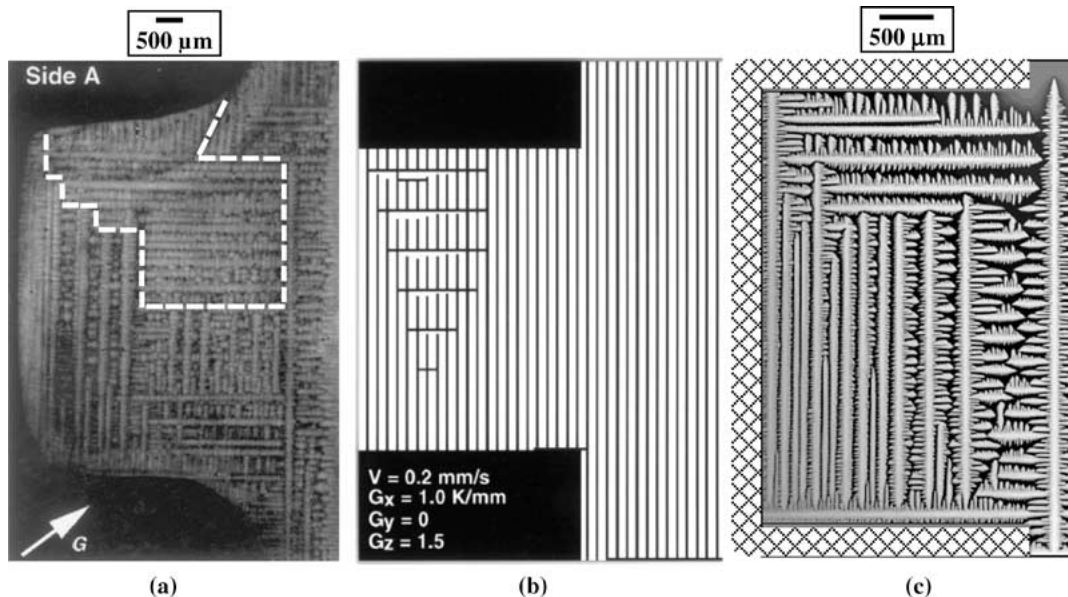 500 µm
500 µm
Side A
G
V = 0.2 mm/s
Gx = 1.0 K/mm
Gy = 0
Gz = 1.5
(a)
(b)
(c)